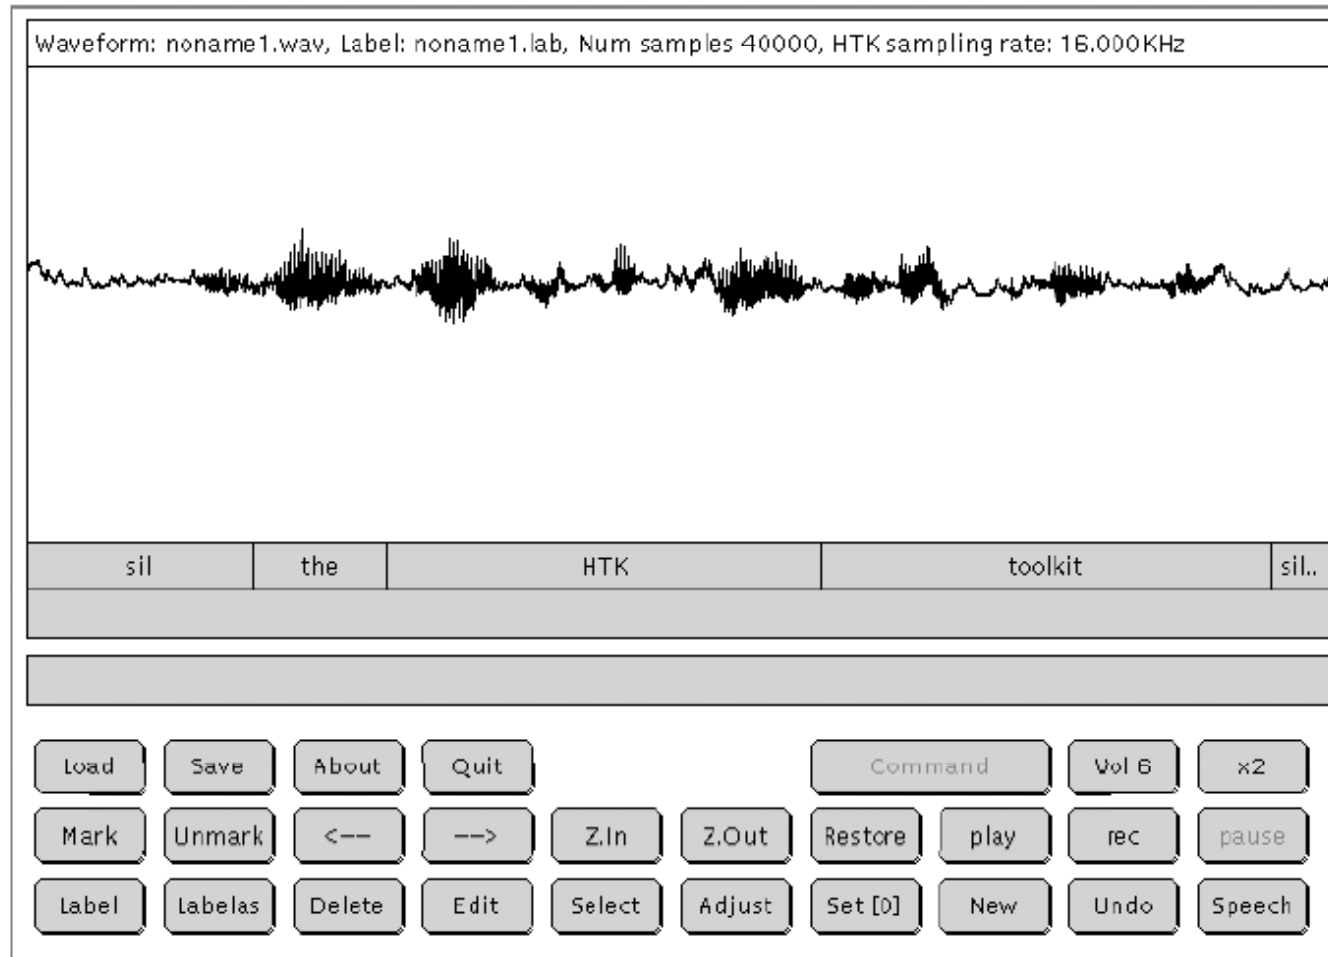 Waveform: noname1.wav, Label: noname1.lab, Num samples 40000, HTK sampling rate: 16.000KHz
sil the HTK toolkit sil..
Load Save About Quit Command Vol 6 x2
Mark Unmark <-- --> Z.In Z.Out Restore play rec pause
Label Labelas Delete Edit Select Adjust Set [0] New Undo Speech